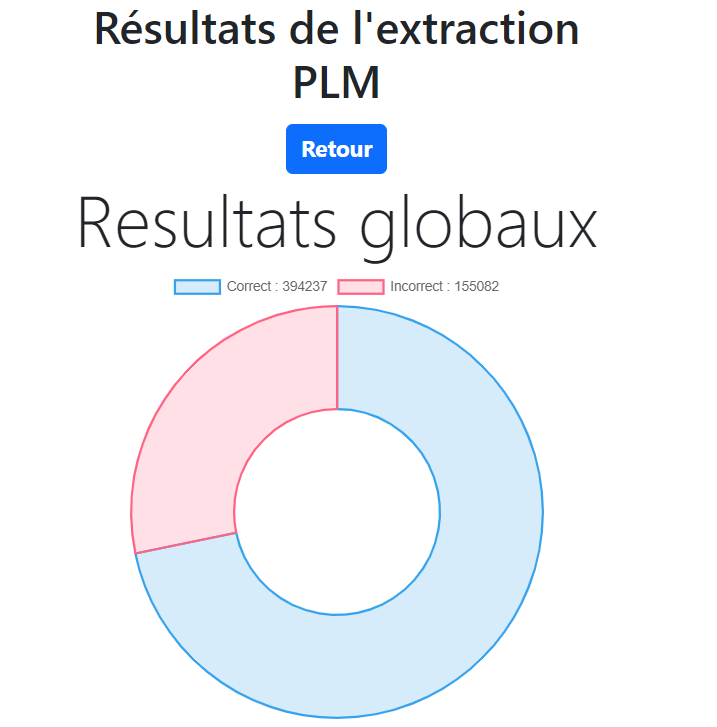 Résultats de l'extraction
PLM
Retour
Resultats globaux
Correct : 394237 Incorrect : 155082